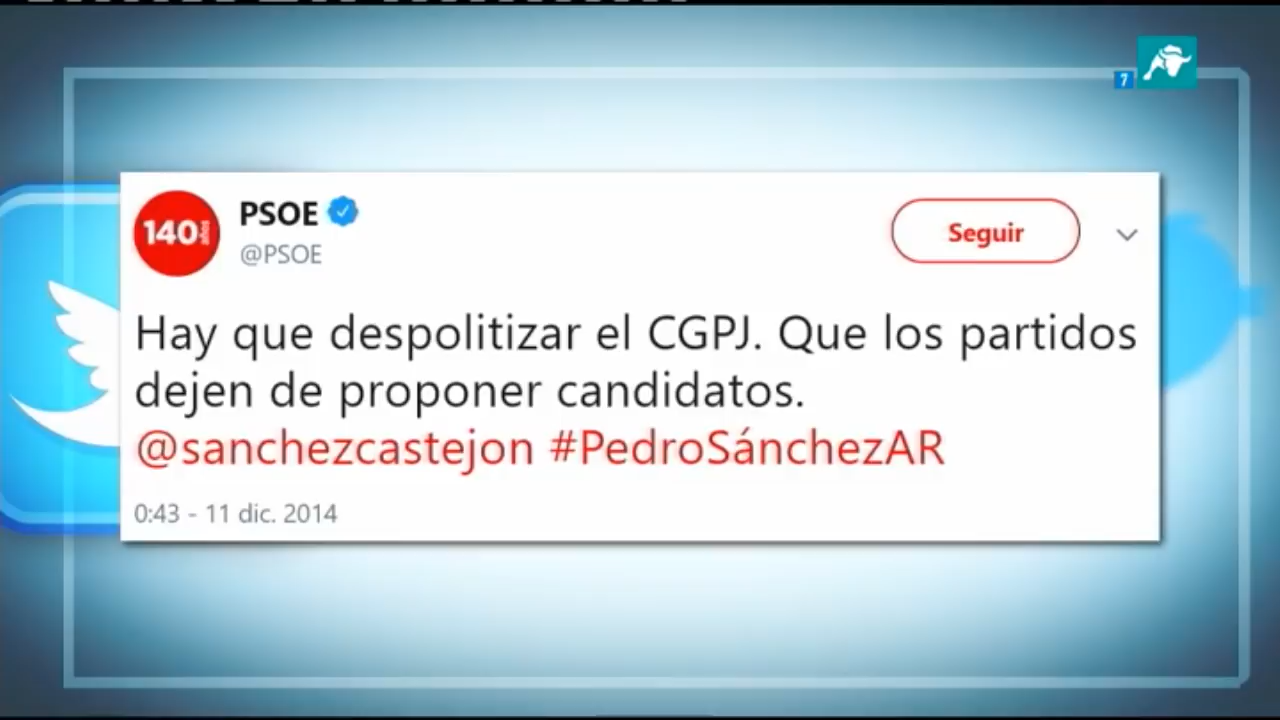 7
140 años
PSOE
@PSOE
Seguir
Hay que despolitizar el CGPJ. Que los partidos
dejen de proponer candidatos.
@sanchezcastejon #PedroSánchezAR
0:43 - 11 dic. 2014